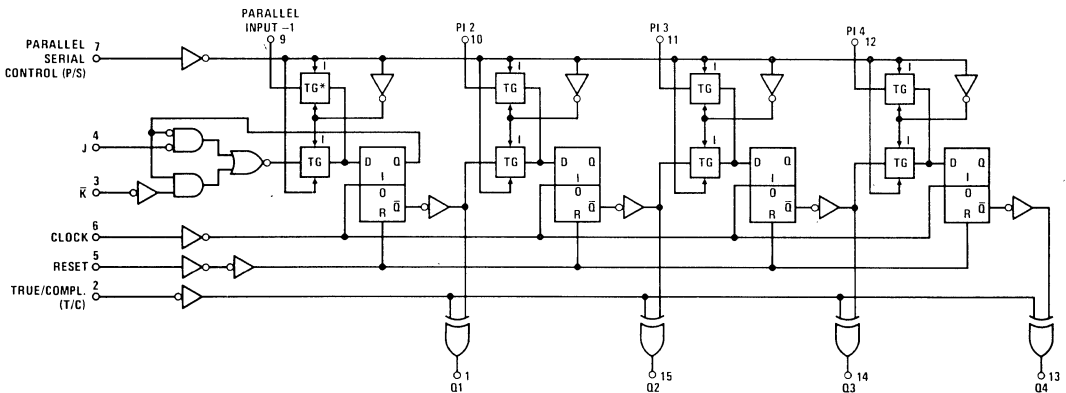 PARALLEL
INPUT –1
9
PI 2
10
PI 3
11
PI 4
12
PARALLEL
SERIAL
CONTROL (P/S)
7
I
TG*
I
TG
I
TG
I
TG
4
J
I
TG
D Q
I
O
R Q̅
I
TG
D Q
I
O
R Q̅
I
TG
D Q
I
O
R Q̅
I
TG
D Q
I
O
R Q̅
3
K̅
6
CLOCK
5
RESET
2
TRUE/COMPL.
(T/C)
1
Q1
15
Q2
14
Q3
13
Q4